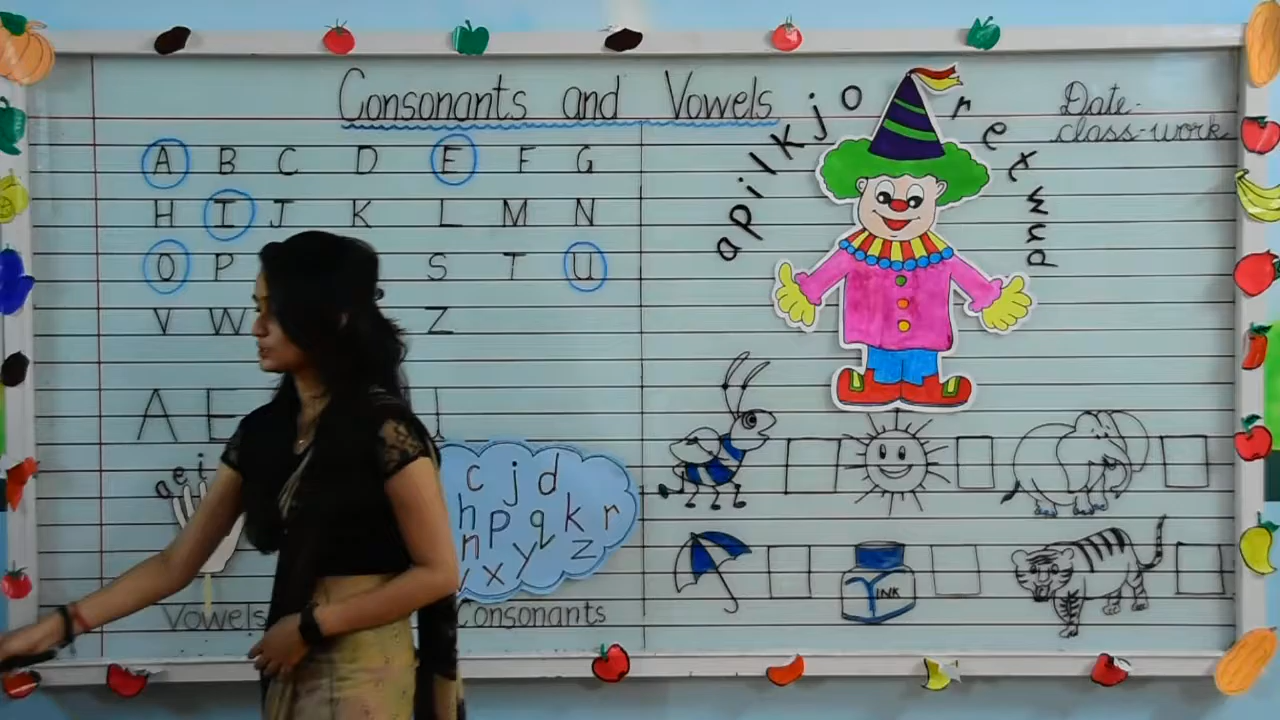 Consonants and Vowels
Date-
class-work
A B C D E F G
H I J K L M N
O P S T U
V W Z
A E
a e i
c j d
h p q k r
n y z
v x
Vowels
Consonants
a p i l k j o r e t x m w u d
INK